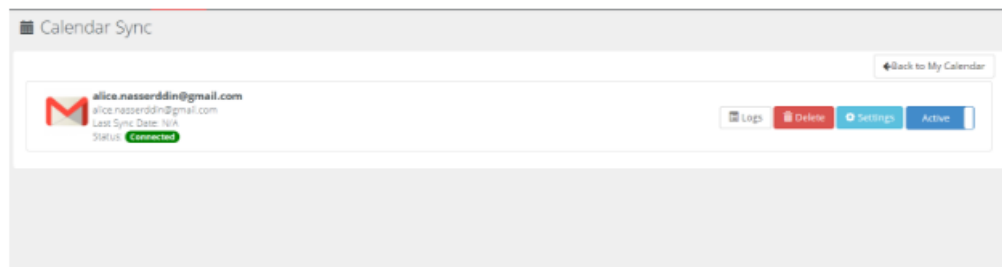 Calendar Sync
Back to My Calendar
alice.nasserddin@gmail.com
alice.nasserddin@gmail.com
Last Sync Date: N/A
Status: Connected
Logs Delete Settings Active